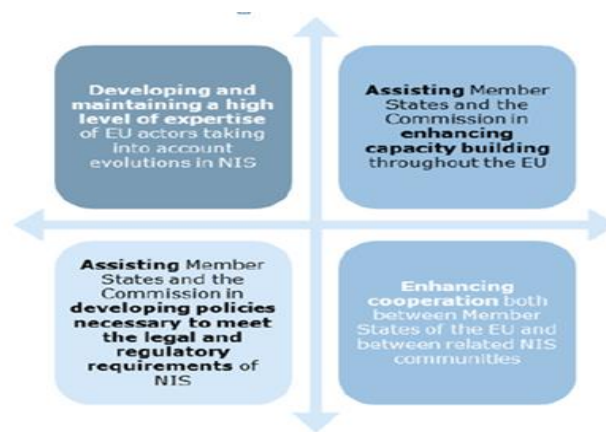 Developing and
maintaining a high
level of expertise
of EU actors taking
into account
evolutions in NIS
Assisting Member
States and the
Commission in
enhancing
capacity building
throughout the EU
Assisting Member
States and the
Commission in
developing policies
necessary to meet
the legal and
regulatory
requirements of
NIS
Enhancing
cooperation both
between Member
States of the EU and
between related NIS
communities